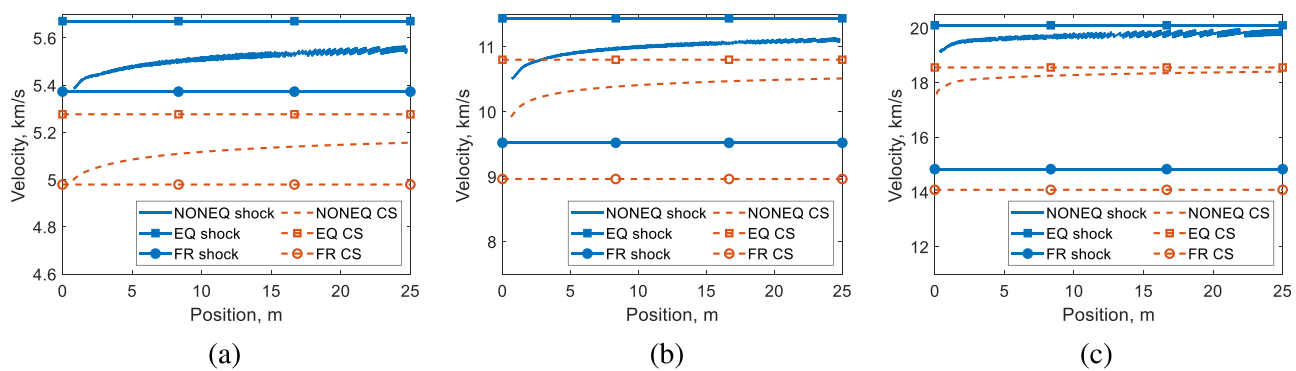 Velocity, km/s
5.6
5.4
5.2
5
4.8
4.6
NONEQ shock
NONEQ CS
EQ shock
EQ CS
FR shock
FR CS
0
5
10
15
20
25
Position, m
(a)
Velocity, km/s
11
10
9
8
NONEQ shock
NONEQ CS
EQ shock
EQ CS
FR shock
FR CS
0
5
10
15
20
25
Position, m
(b)
Velocity, km/s
20
18
16
14
12
NONEQ shock
NONEQ CS
EQ shock
EQ CS
FR shock
FR CS
0
5
10
15
20
25
Position, m
(c)